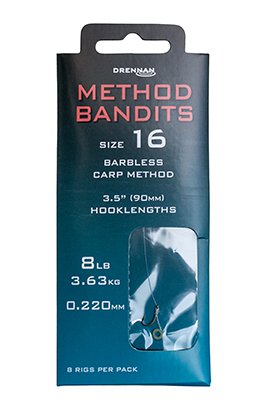 DRENNAN
METHOD
BANDITS
SIZE 16
BARBLESS
CARP METHOD
3.5" (90MM)
HOOKLENGTHS
8LB
3.63KG
0.220MM
8 RIGS PER PACK